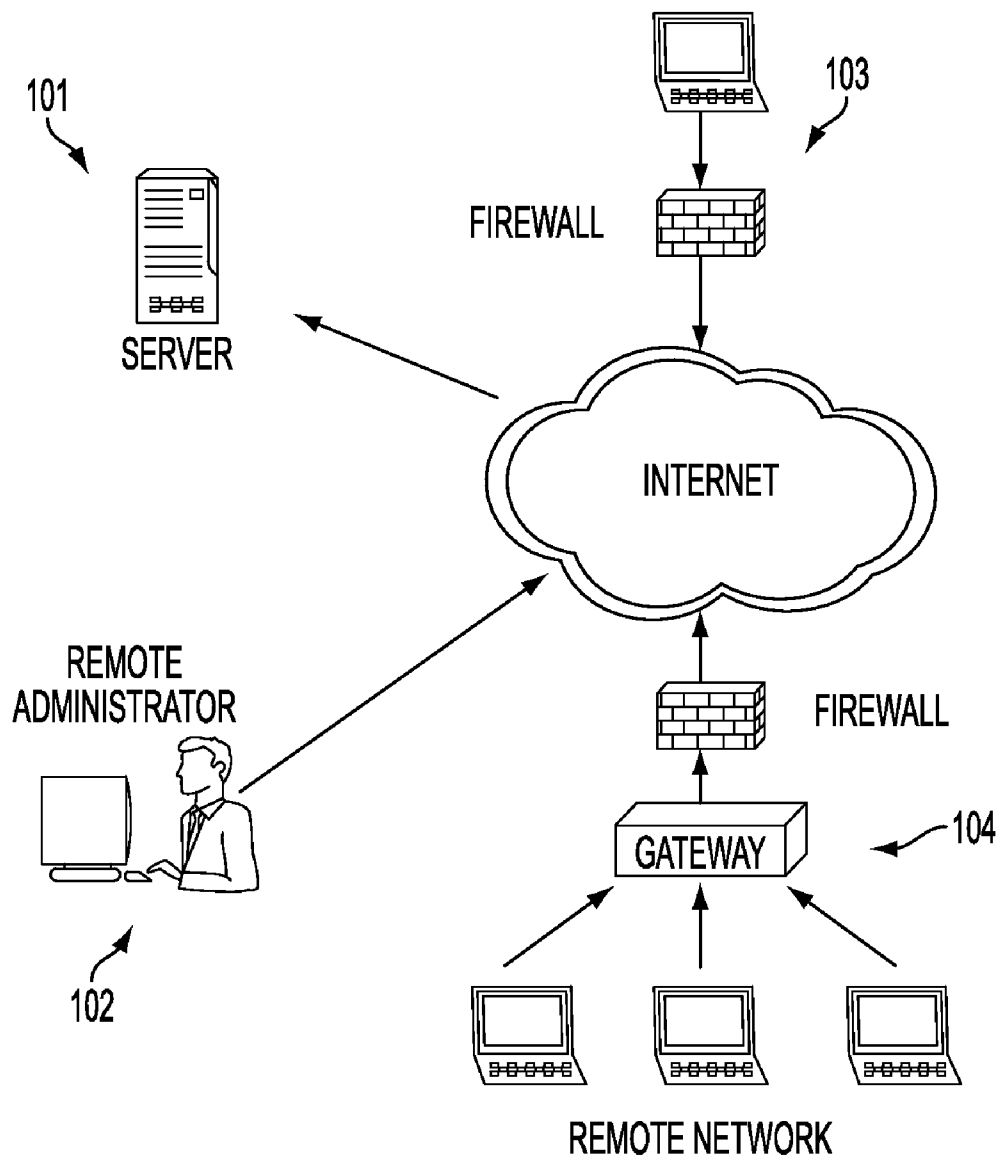 101
103
FIREWALL
SERVER
INTERNET
REMOTE
ADMINISTRATOR
FIREWALL
GATEWAY
104
102
REMOTE NETWORK